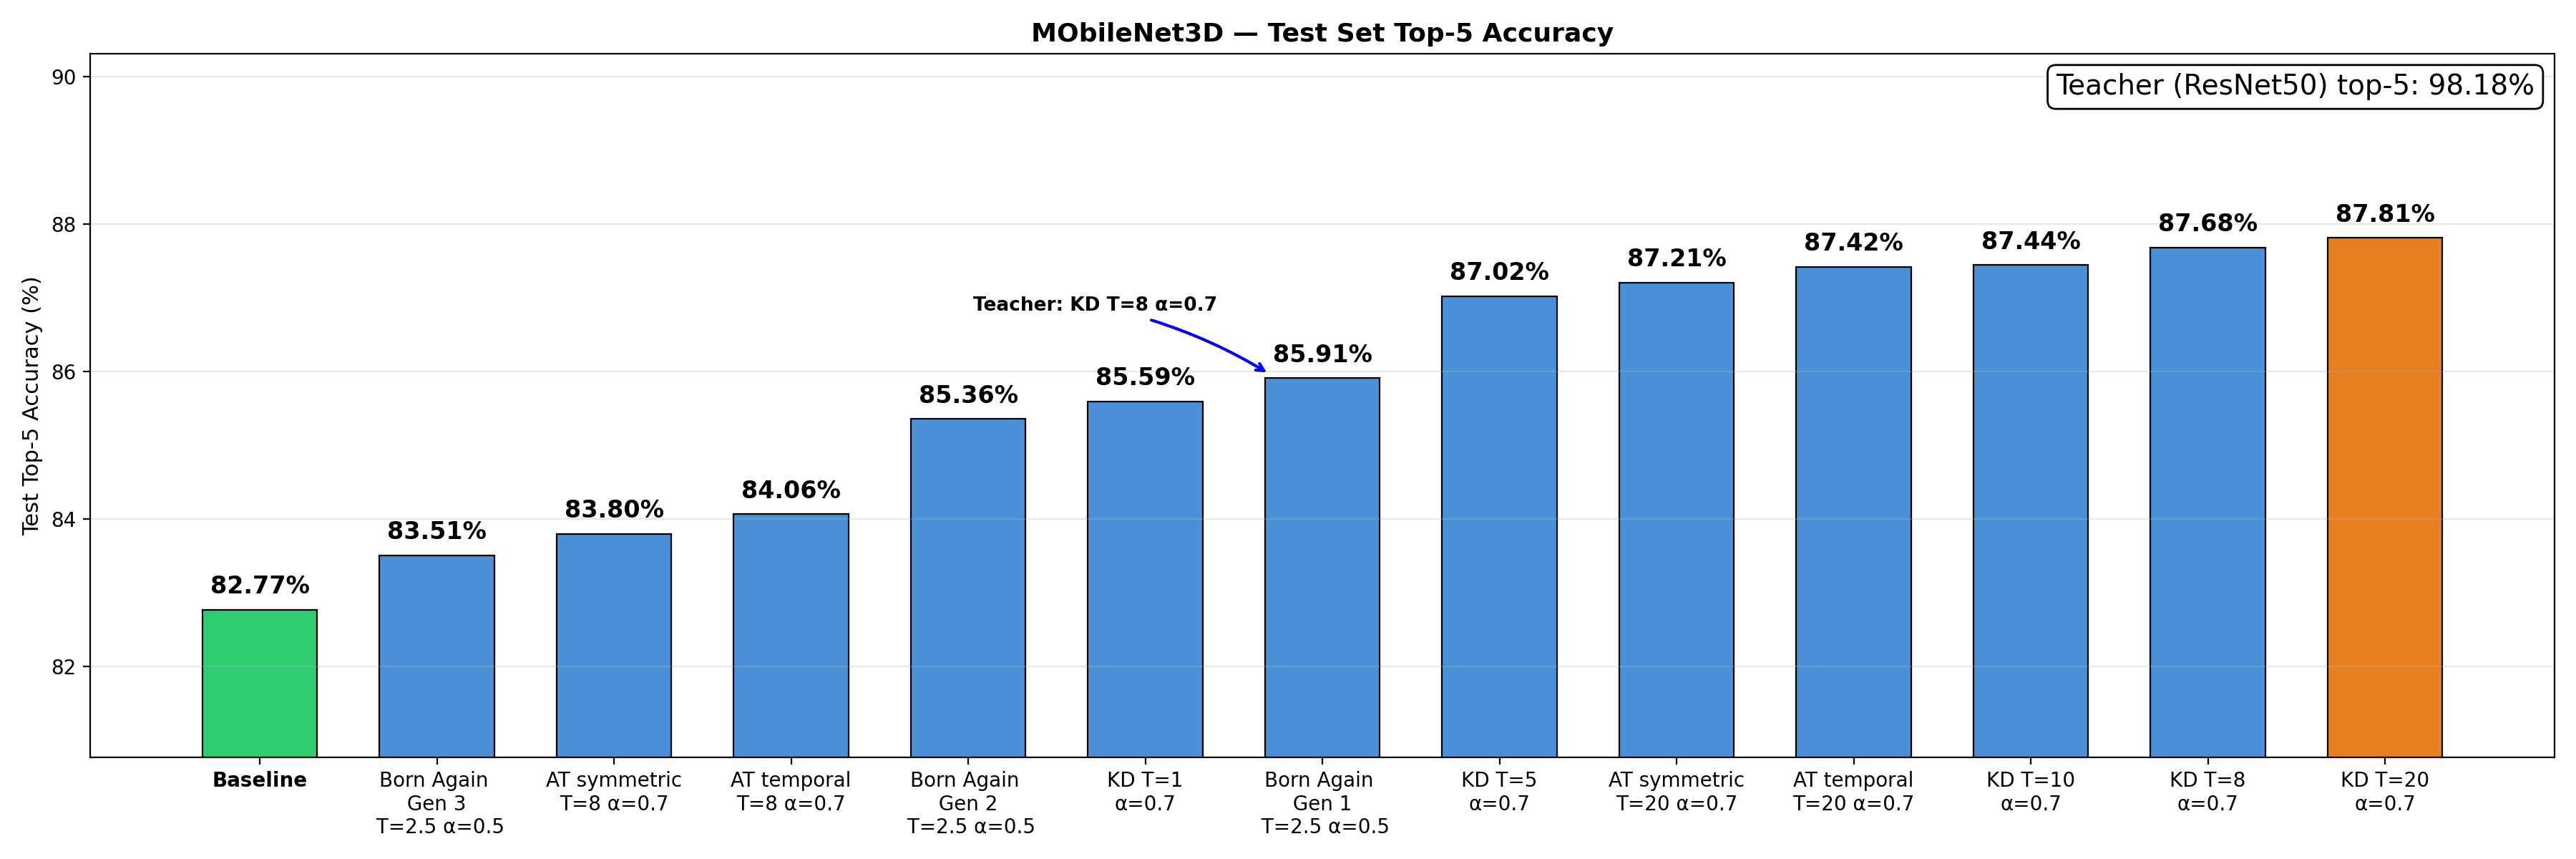 MObileNet3D — Test Set Top-5 Accuracy
Teacher (ResNet50) top-5: 98.18%
Test Top-5 Accuracy (%)
90
88
86
84
82
82.77%
83.51%
83.80%
84.06%
85.36%
85.59%
85.91%
87.02%
87.21%
87.42%
87.44%
87.68%
87.81%
Teacher: KD T=8 α=0.7
Baseline
Born Again
Gen 3
T=2.5 α=0.5
AT symmetric
T=8 α=0.7
AT temporal
T=8 α=0.7
Born Again
Gen 2
T=2.5 α=0.5
KD T=1
α=0.7
Born Again
Gen 1
T=2.5 α=0.5
KD T=5
α=0.7
AT symmetric
T=20 α=0.7
AT temporal
T=20 α=0.7
KD T=10
α=0.7
KD T=8
α=0.7
KD T=20
α=0.7